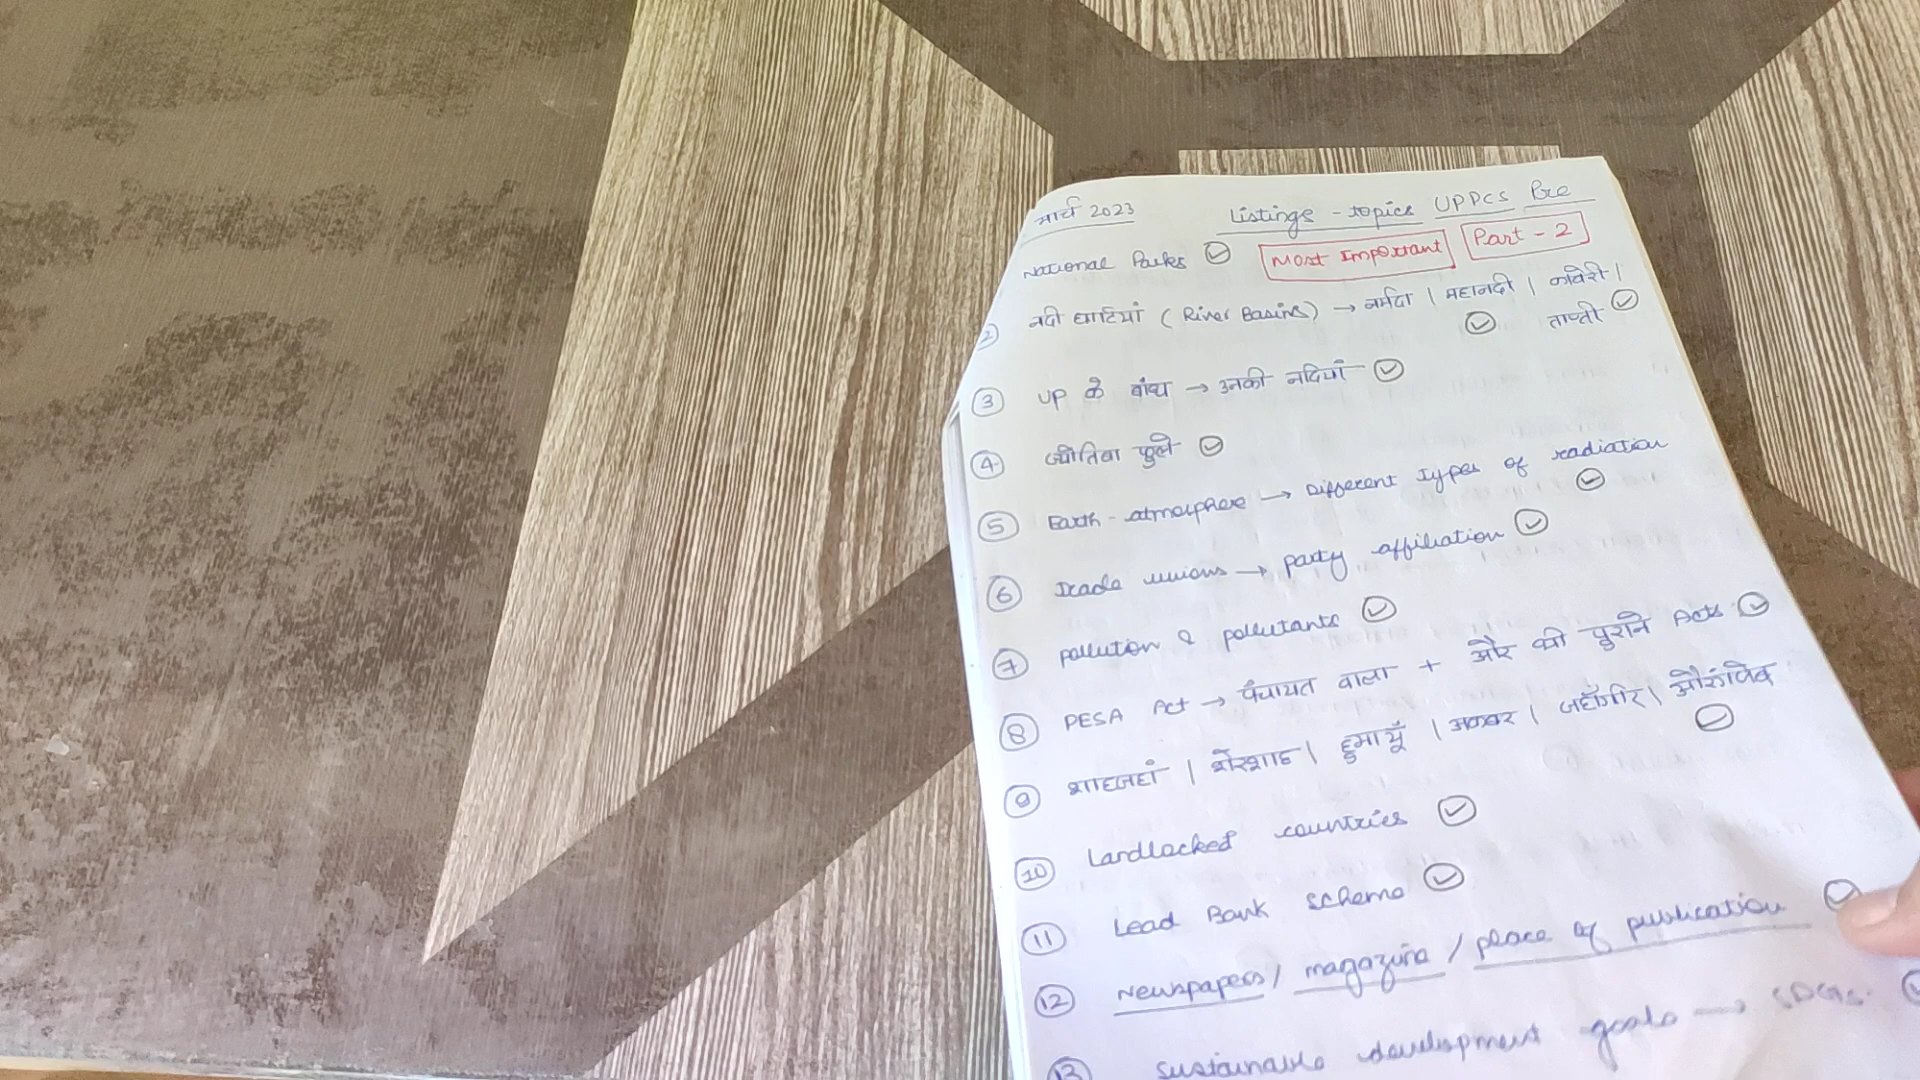 मार्च 2023
Listings - topics UPPCS Pre
Most Important Part - 2
National Parks
2 नदी घाटियां ( River Basins) → नर्मदा | महानदी | कावेरी |
ताप्ती
3 UP के बांध → उनकी नदियाँ
4 ज्योतिबा फुले
5 Earth - atmosphere → Different types of radiation
6 Trade unions → party affiliation
7 pollution & pollutants
8 PESA Act → पंचायत वाला + और भी पुराने Acts
9 शाहजहां | शेरशाह | हुमायूँ | अकबर | जहाँगीर | औरंगजेब
10 Landlocked countries
11 Lead Bank scheme
12 Newspapers / magazine / place of publication
13 sustainable development goals → SDGs